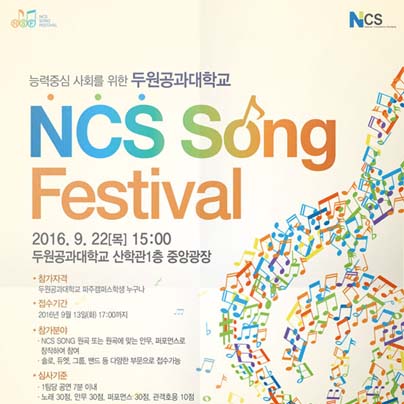 NCS
SONG
FESTIVAL
NCS
능력중심 사회를 위한 두원공과대학교
NCS Song
Festival
2016. 9. 22[목] 15:00
두원공과대학교 산학관1층 중앙광장
• 참가자격
두원공과대학교 파주캠퍼스학생 누구나
• 접수기간
2016년 9월 13일(화) 17:00까지
• 참가분야
- NCS SONG 원곡 또는 원곡에 맞는 안무, 퍼포먼스로
창작하여 참여
- 솔로, 듀엣, 그룹, 밴드 등 다양한 부문으로 접수가능
• 심사기준
- 1팀당 공연 7분 이내
- 노래 30점, 안무 30점, 퍼포먼스 30점, 관객호응 10점